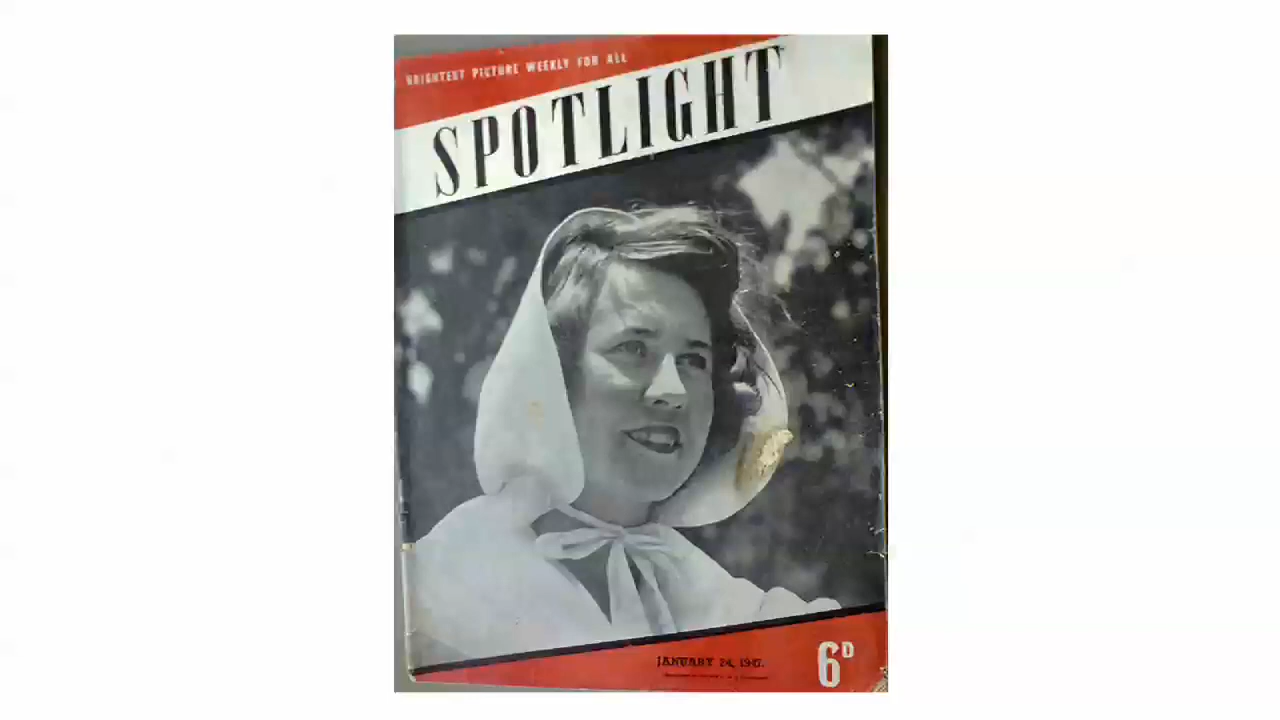 BRIGHTEST PICTURE WEEKLY FOR ALL
SPOTLIGHT
JANUARY 24, 1947.
6D